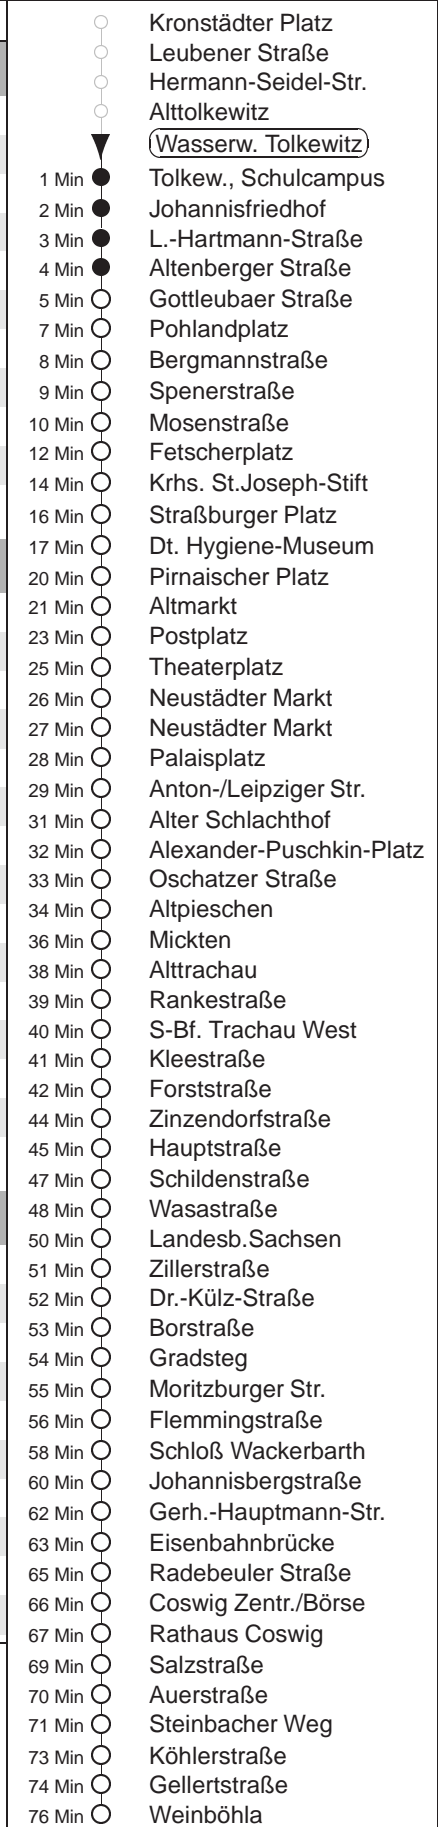 Kronstädter Platz
Leubener Straße
Hermann-Seidel-Str.
Alttolkewitz
Wasserw. Tolkewitz
1 Min Tolkew., Schulcampus
2 Min Johannisfriedhof
3 Min L.-Hartmann-Straße
4 Min Altenberger Straße
5 Min Gottleubaer Straße
7 Min Pohlandplatz
8 Min Bergmannstraße
9 Min Spenerstraße
10 Min Mosenstraße
12 Min Fetscherplatz
14 Min Krhs. St.Joseph-Stift
16 Min Straßburger Platz
17 Min Dt. Hygiene-Museum
20 Min Pirnaischer Platz
21 Min Altmarkt
23 Min Postplatz
25 Min Theaterplatz
26 Min Neustädter Markt
27 Min Neustädter Markt
28 Min Palaisplatz
29 Min Anton-/Leipziger Str.
31 Min Alter Schlachthof
32 Min Alexander-Puschkin-Platz
33 Min Oschatzer Straße
34 Min Altpieschen
36 Min Mickten
38 Min Alttrachau
39 Min Rankestraße
40 Min S-Bf. Trachau West
41 Min Kleestraße
42 Min Forststraße
44 Min Zinzendorfstraße
45 Min Hauptstraße
47 Min Schildenstraße
48 Min Wasastraße
50 Min Landesb.Sachsen
51 Min Zillerstraße
52 Min Dr.-Külz-Straße
53 Min Borstraße
54 Min Gradsteg
55 Min Moritzburger Str.
56 Min Flemmingstraße
58 Min Schloß Wackerbarth
60 Min Johannisbergstraße
62 Min Gerh.-Hauptmann-Str.
63 Min Eisenbahnbrücke
65 Min Radebeuler Straße
66 Min Coswig Zentr./Börse
67 Min Rathaus Coswig
69 Min Salzstraße
70 Min Auerstraße
71 Min Steinbacher Weg
73 Min Köhlerstraße
74 Min Gellertstraße
76 Min Weinböhla